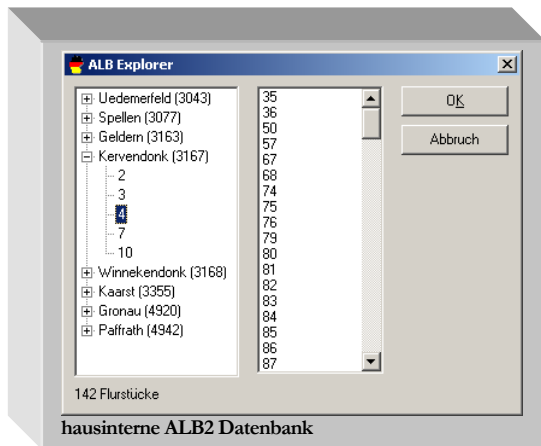 ALB Explorer
Uedemerfeld (3043)
Spellen (3077)
Geldern (3163)
Kervendonk (3167)
2
3
4
7
10
Winnekendonk (3168)
Kaarst (3355)
Gronau (4920)
Paffrath (4942)
35
36
50
57
67
68
74
75
76
79
80
81
82
83
84
85
86
87
OK
Abbruch
142 Flurstücke
hausinterne ALB2 Datenbank